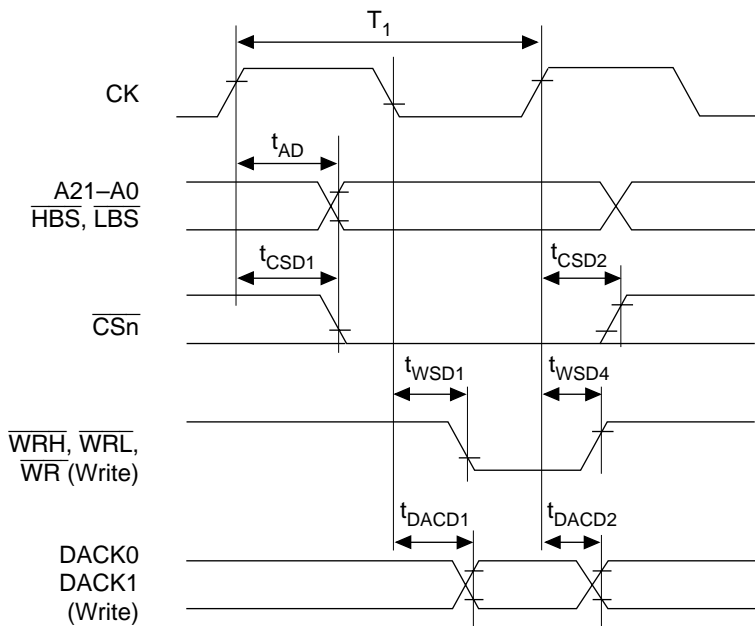 T1
CK
tAD
A21–A0
HBS, LBS
tCSD1
tCSD2
CSn
tWSD1
tWSD4
WRH, WRL,
WR (Write)
tDACD1
tDACD2
DACK0
DACK1
(Write)